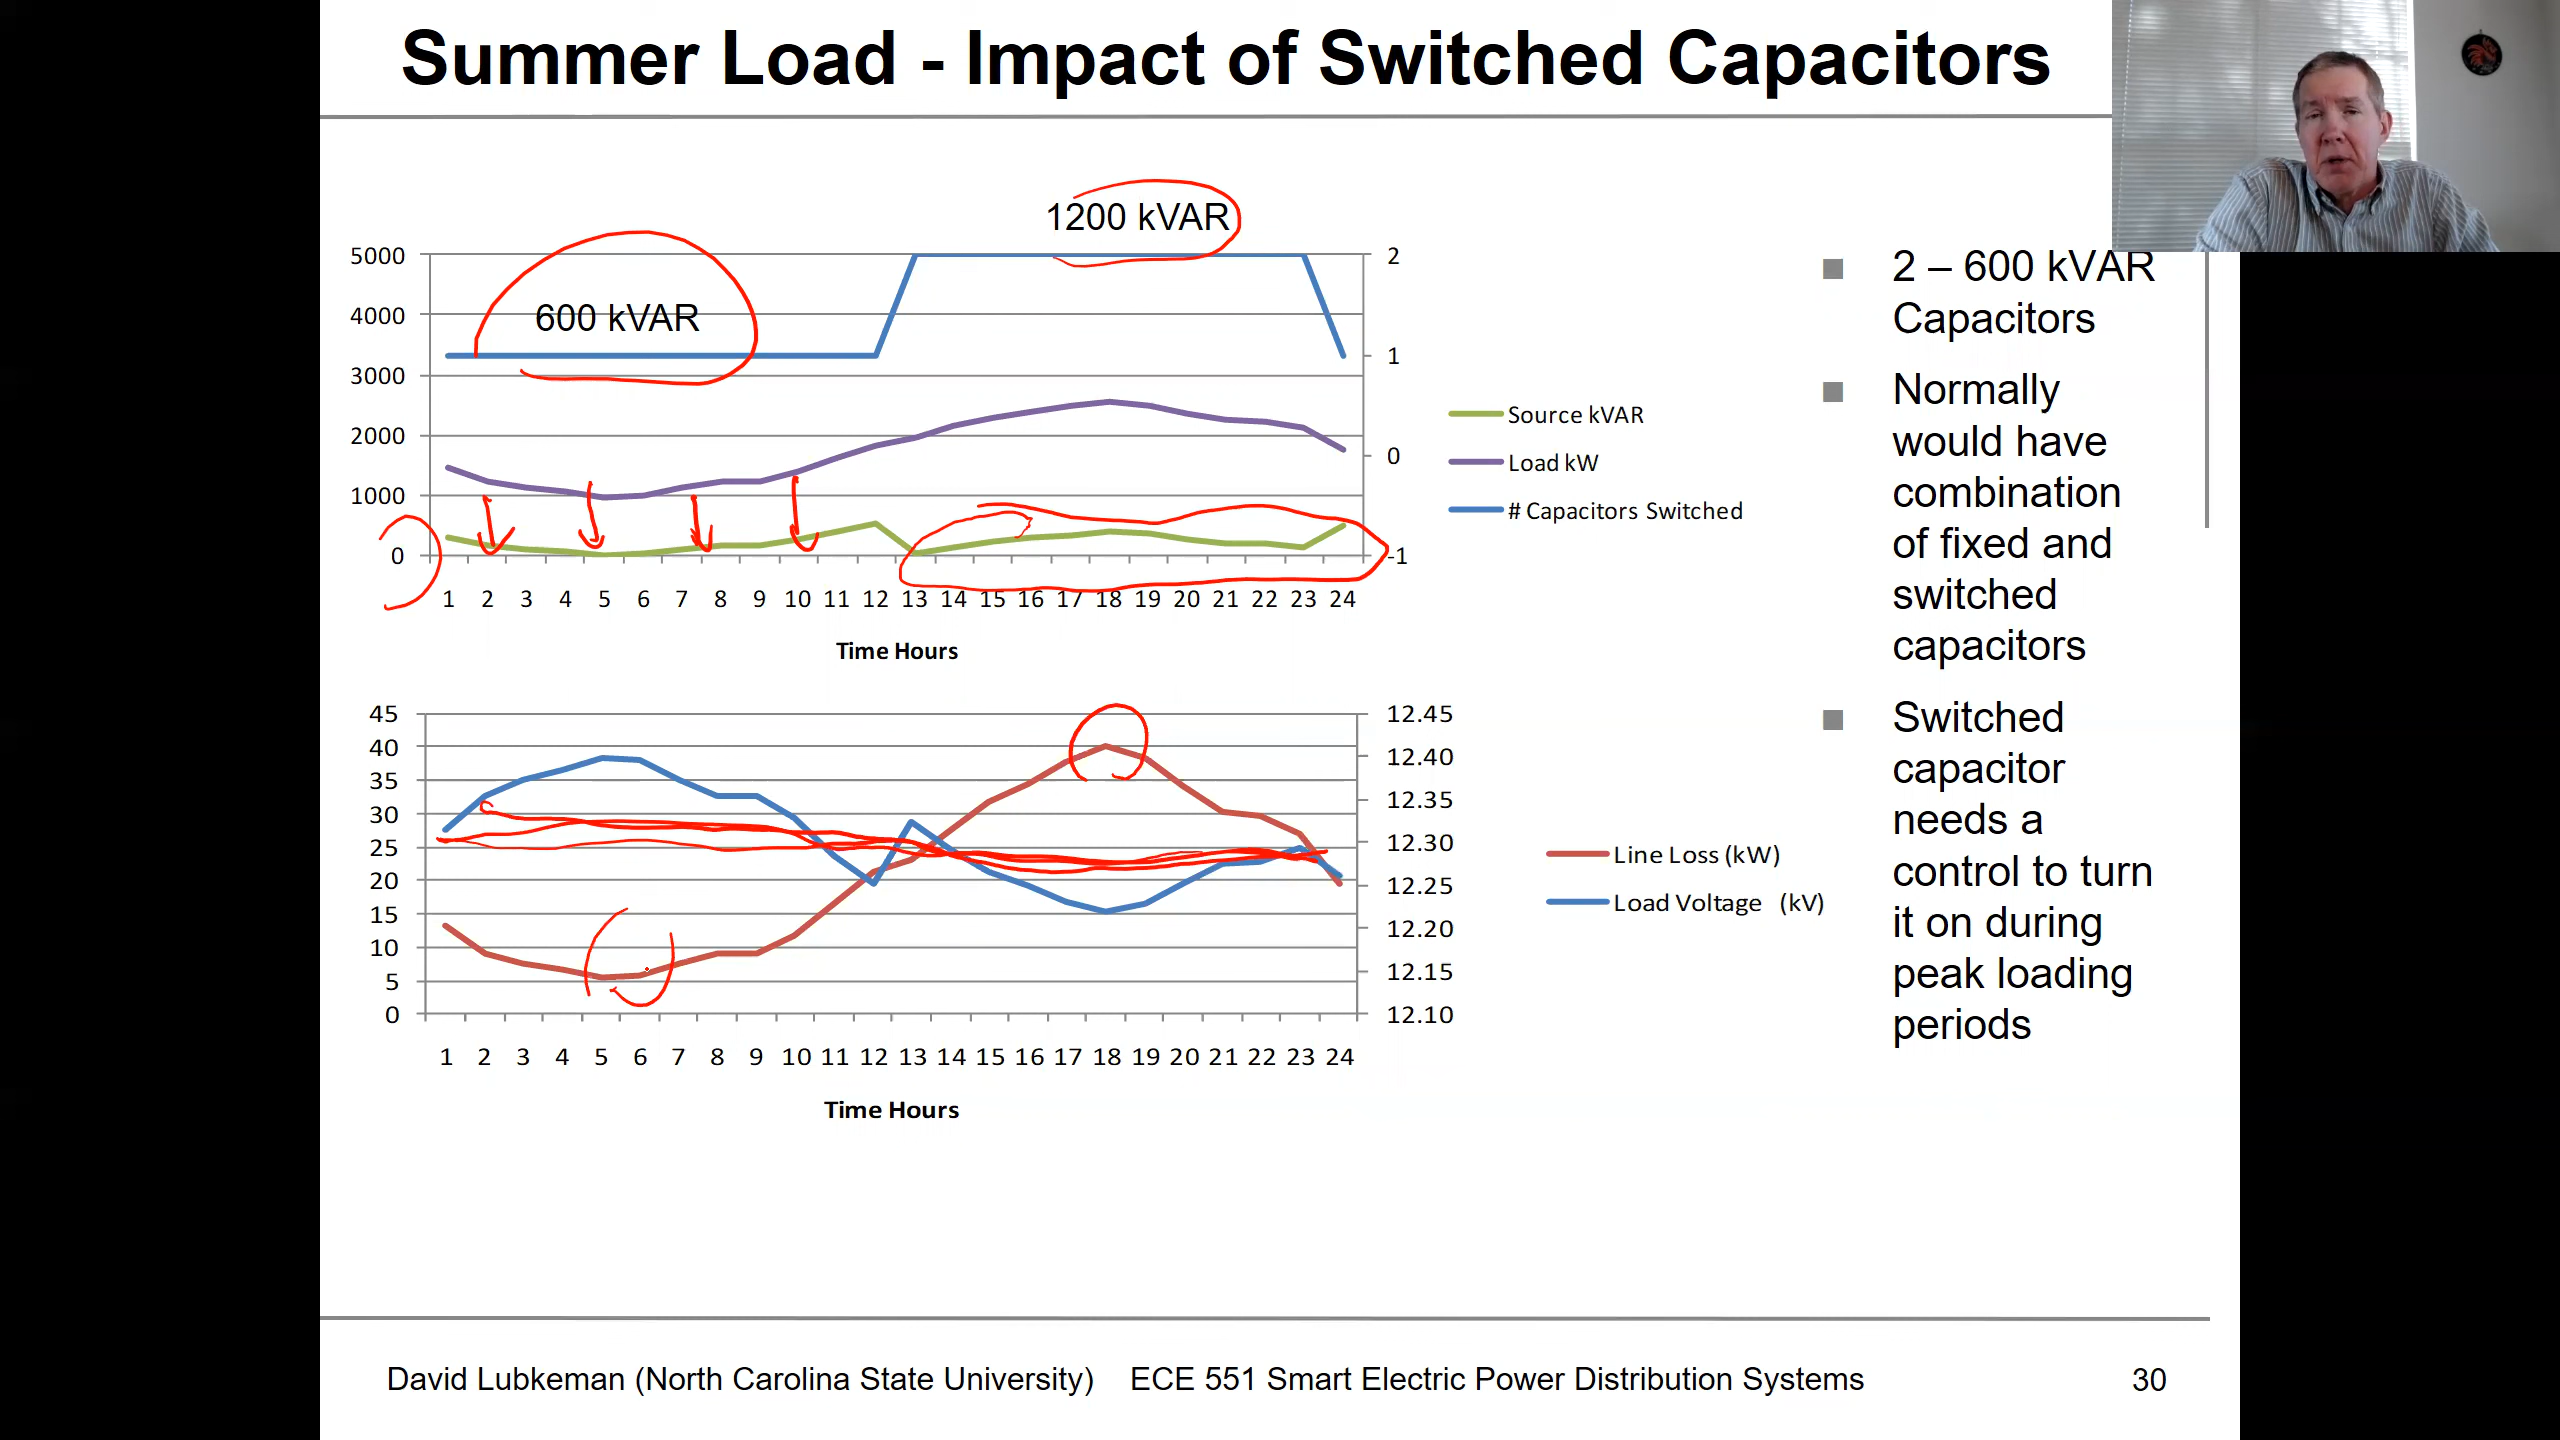 Summer Load - Impact of Switched Capacitors
1200 kVAR
600 kVAR
5000
4000
3000
2000
1000
0
2
1
0
-1
1 2 3 4 5 6 7 8 9 10 11 12 13 14 15 16 17 18 19 20 21 22 23 24
Time Hours
Source kVAR
Load kW
# Capacitors Switched
45
40
35
30
25
20
15
10
5
0
12.45
12.40
12.35
12.30
12.25
12.20
12.15
12.10
1 2 3 4 5 6 7 8 9 10 11 12 13 14 15 16 17 18 19 20 21 22 23 24
Time Hours
Line Loss (kW)
Load Voltage (kV)
2 – 600 kVAR
Capacitors
Normally
would have
combination
of fixed and
switched
capacitors
Switched
capacitor
needs a
control to turn
it on during
peak loading
periods
David Lubkeman (North Carolina State University) ECE 551 Smart Electric Power Distribution Systems 30